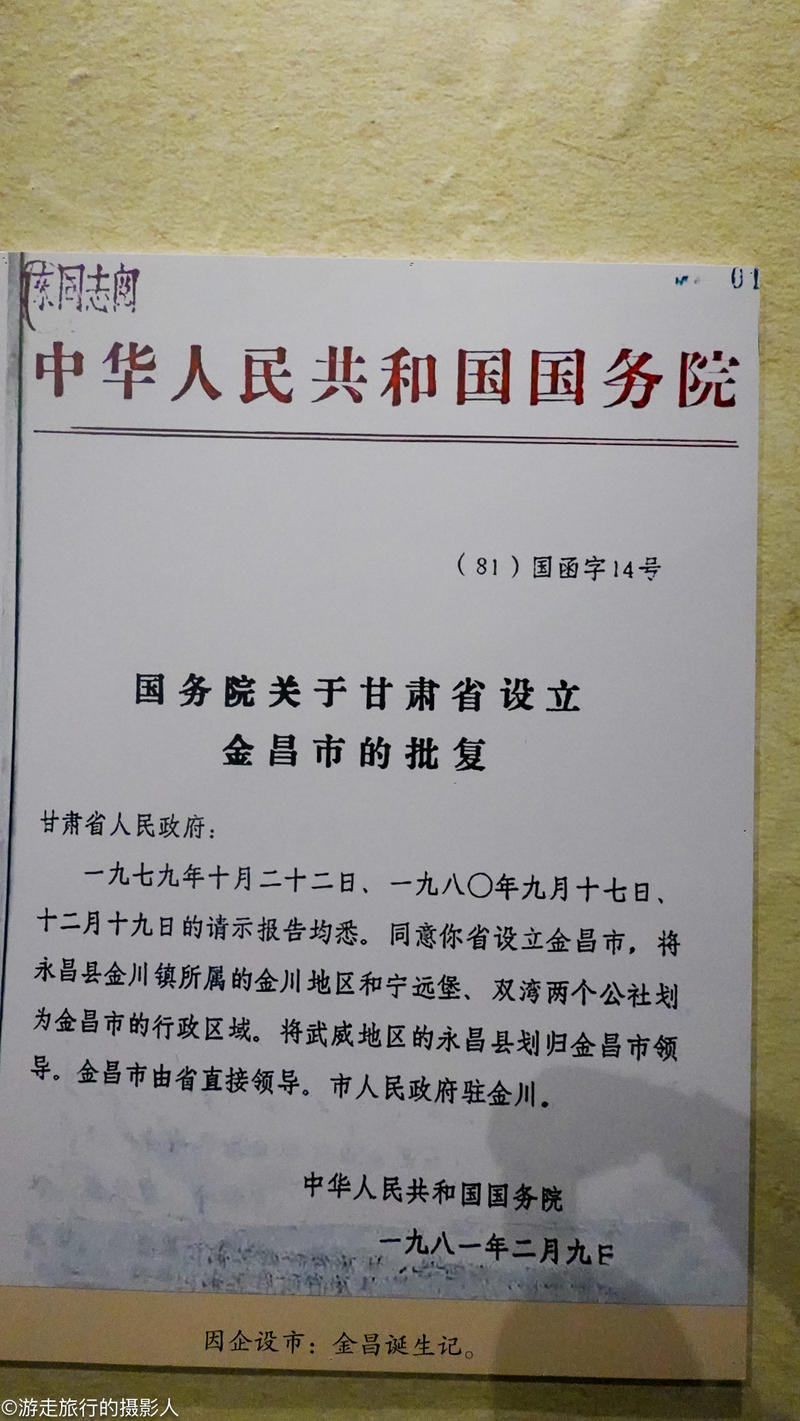 同志阅
01
中华人民共和国国务院
（81）国函字14号
国务院关于甘肃省设立
金昌市的批复
甘肃省人民政府：
一九七九年十月二十二日、一九八〇年九月十七日、
十二月十九日的请示报告均悉。同意你省设立金昌市，将
永昌县金川镇所属的金川地区和宁远堡、双湾两个公社划
为金昌市的行政区域。将武威地区的永昌县划归金昌市领
导。金昌市由省直接领导。市人民政府驻金川。
中华人民共和国国务院
一九八一年二月九日
因企设市：金昌诞生记。
©游走旅行的摄影人